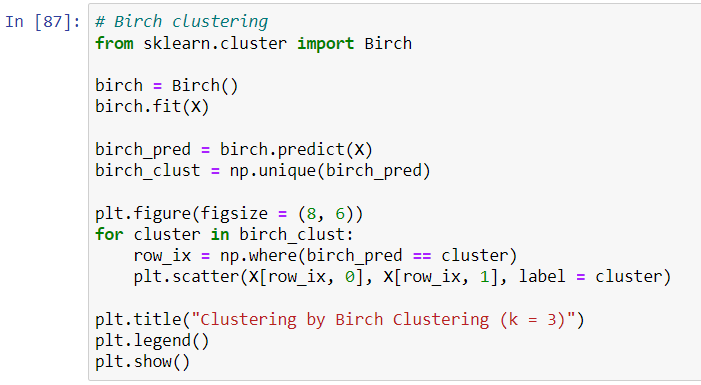 In [87]: # Birch clustering
from sklearn.cluster import Birch
birch = Birch()
birch.fit(X)
birch_pred = birch.predict(X)
birch_clust = np.unique(birch_pred)
plt.figure(figsize = (8, 6))
for cluster in birch_clust:
    row_ix = np.where(birch_pred == cluster)
    plt.scatter(X[row_ix, 0], X[row_ix, 1], label = cluster)
plt.title("Clustering by Birch Clustering (k = 3)")
plt.legend()
plt.show()